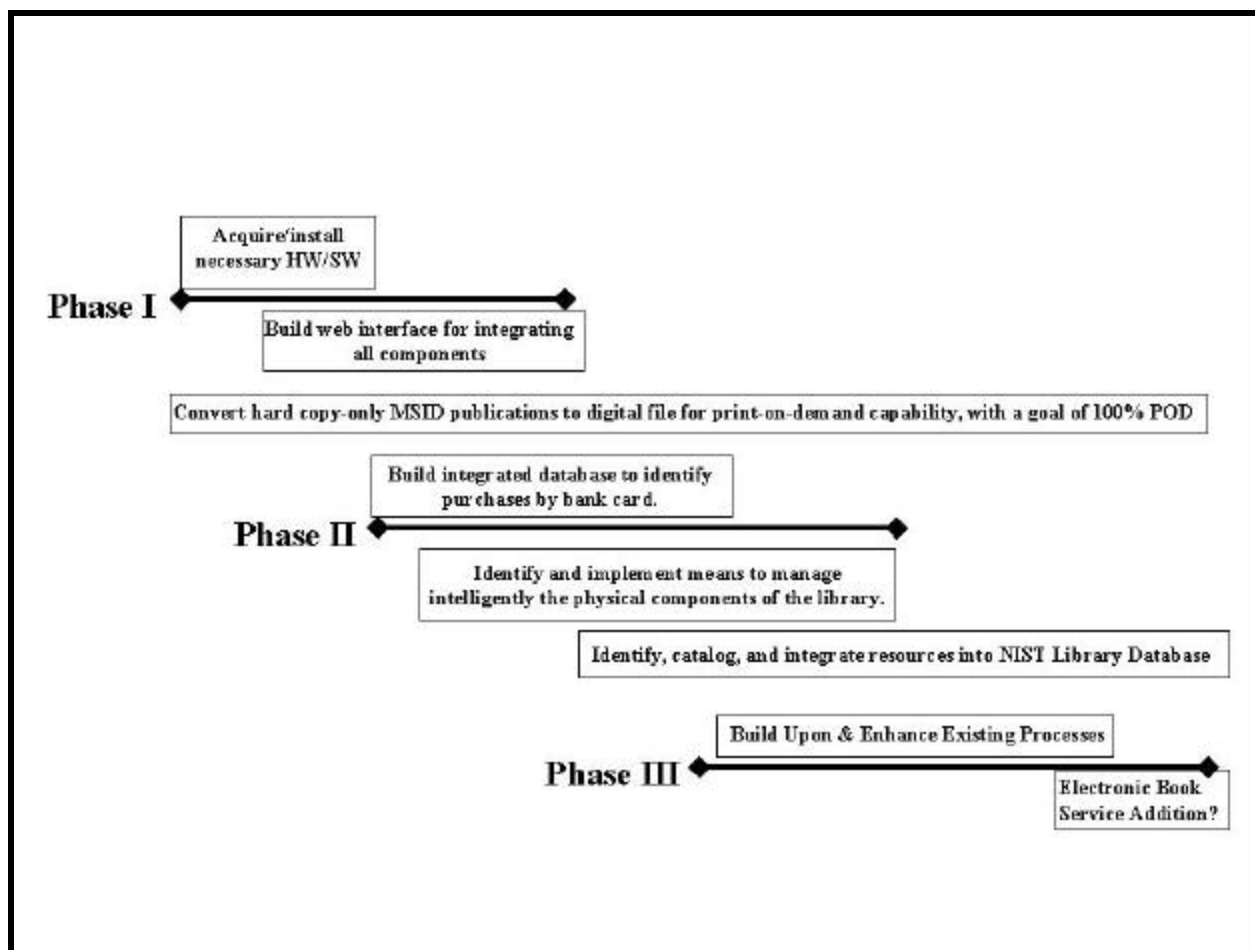 Acquire/install
necessary HW/SW
Phase I
Build web interface for integrating
all components
Convert hard copy-only MSID publications to digital file for print-on-demand capability, with a goal of 100% POD
Build integrated database to identify
purchases by bank card.
Phase II
Identify and implement means to manage
intelligently the physical components of the library.
Identify, catalog, and integrate resources into NIST Library Database
Build Upon & Enhance Existing Processes
Phase III
Electronic Book
Service Addition?